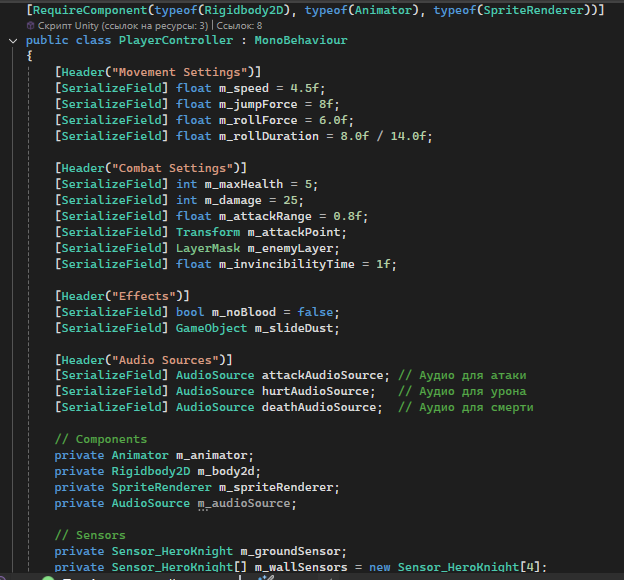 [RequireComponent(typeof(Rigidbody2D), typeof(Animator), typeof(SpriteRenderer))]
Скрипт Unity (ссылок на ресурсы: 3) | Ссылок: 8
public class PlayerController : MonoBehaviour
{
[Header("Movement Settings")]
[SerializeField] float m_speed = 4.5f;
[SerializeField] float m_jumpForce = 8f;
[SerializeField] float m_rollForce = 6.0f;
[SerializeField] float m_rollDuration = 8.0f / 14.0f;
[Header("Combat Settings")]
[SerializeField] int m_maxHealth = 5;
[SerializeField] int m_damage = 25;
[SerializeField] float m_attackRange = 0.8f;
[SerializeField] Transform m_attackPoint;
[SerializeField] LayerMask m_enemyLayer;
[SerializeField] float m_invincibilityTime = 1f;
[Header("Effects")]
[SerializeField] bool m_noBlood = false;
[SerializeField] GameObject m_slideDust;
[Header("Audio Sources")]
[SerializeField] AudioSource attackAudioSource; // Аудио для атаки
[SerializeField] AudioSource hurtAudioSource;   // Аудио для урона
[SerializeField] AudioSource deathAudioSource;  // Аудио для смерти
// Components
private Animator m_animator;
private Rigidbody2D m_body2d;
private SpriteRenderer m_spriteRenderer;
private AudioSource m_audioSource;
// Sensors
private Sensor_HeroKnight m_groundSensor;
private Sensor_HeroKnight[] m_wallSensors = new Sensor_HeroKnight[4];